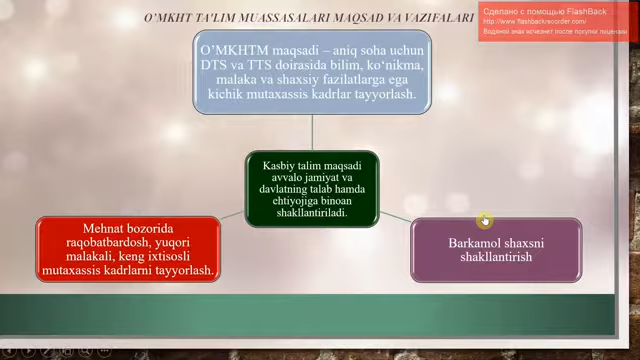 O'MKHT TA'LIM MUASSASALARI MAQSAD VA VAZIFALARI
Сделано с помощью FlashBack
http://www.flashbackrecorder.com/
Водяной знак исчезнет после покупки лицензии
O'MKHTM maqsadi – aniq soha uchun
DTS va TTS doirasida bilim, ko‘nikma,
malaka va shaxsiy fazilatlarga ega
kichik mutaxassis kadrlar tayyorlash.
Kasbiy talim maqsadi
avvalo jamiyat va
davlatning talab hamda
ehtiyojiga binoan
shakllantiriladi.
Mehnat bozorida
raqobatbardosh, yuqori
malakali, keng ixtisosli
mutaxassis kadrlarni tayyorlash.
Barkamol shaxsni
shakllantirish